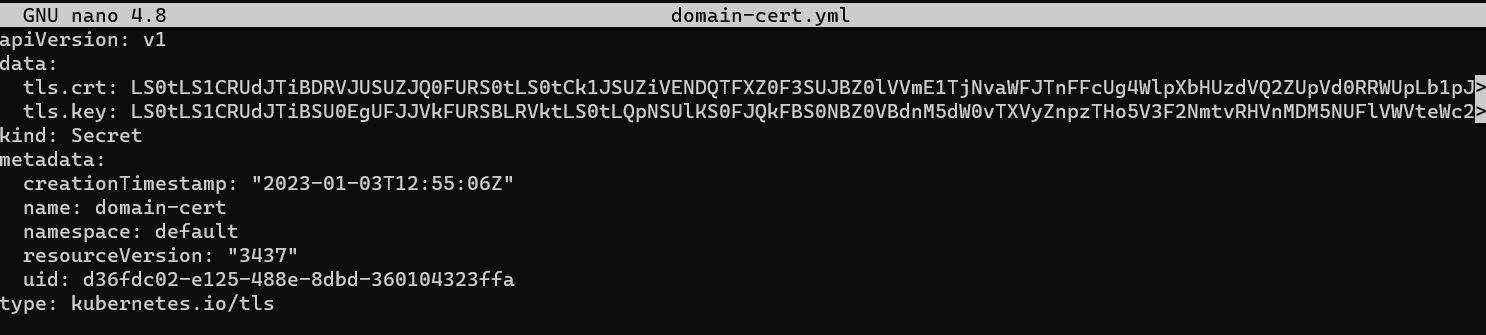 GNU nano 4.8 domain-cert.yml
apiVersion: v1
data:
  tls.crt: LS0tLS1CRUdJTiBDRVJUSUZJQ0FURS0tLS0tCk1JSUZiVENDQTFXZ0F3SUJBZ0lVVmE1TjNvaWFJTnFFcUg4WlpXbHUzdVQ2ZUpVd0RRWUpLb1pJ>
  tls.key: LS0tLS1CRUdJTiBSU0EgUFJJVkFURSBLRVktLS0tLQpNSUlKS0FJQkFBS0NBZ0VBdnM5dW0vTXVyZnpzTHo5V3F2NmtvRHVnMDM5NUFlVWVteWc2>
kind: Secret
metadata:
  creationTimestamp: "2023-01-03T12:55:06Z"
  name: domain-cert
  namespace: default
  resourceVersion: "3437"
  uid: d36fdc02-e125-488e-8dbd-360104323ffa
type: kubernetes.io/tls